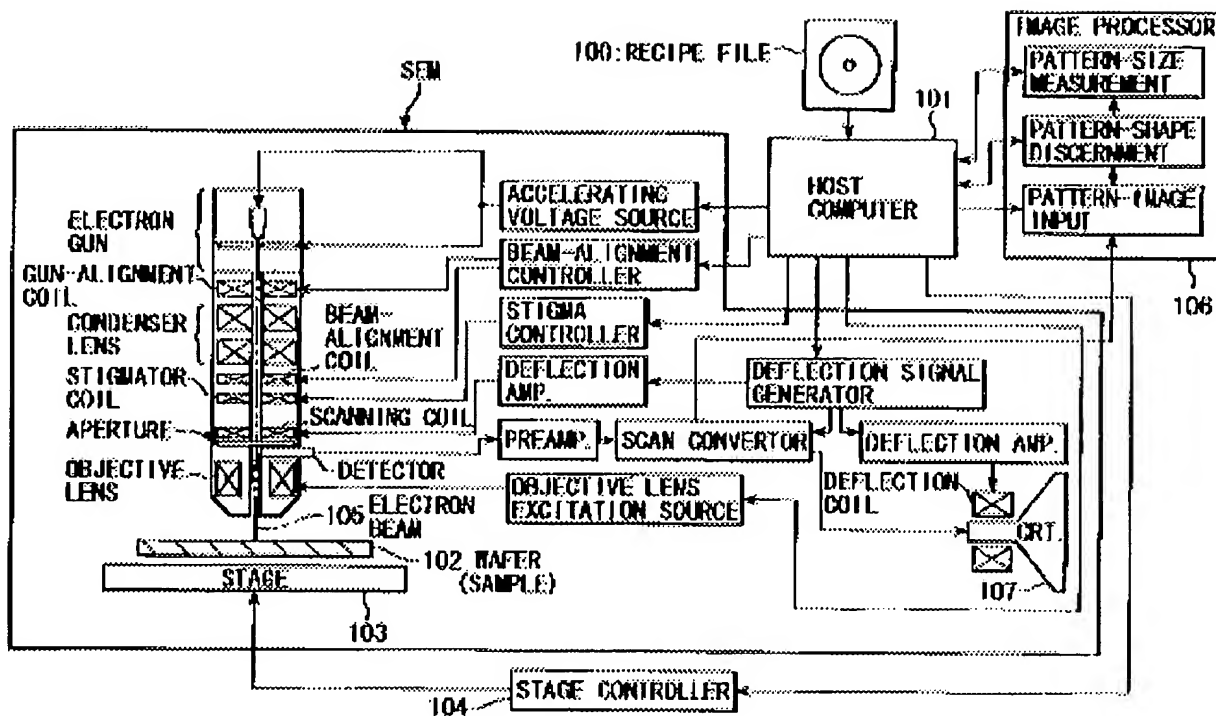 100:RECIPE FILE
SEM
101
HOST
COMPUTER
IMAGE PROCESSOR
PATTERN-SIZE
MEASUREMENT
PATTERN-SHAPE
DISCERNMENT
PATTERN-IMAGE
INPUT
106
ELECTRON
GUN
GUN-ALIGNMENT
COIL
CONDENSER
LENS
STIGMATOR
COIL
APERTURE
OBJECTIVE
LENS
BEAM-
ALIGNMENT
COIL
SCANNING COIL
DETECTOR
105
ELECTRON
BEAM
102 WAFER
(SAMPLE)
STAGE
103
ACCELERATING
VOLTAGE SOURCE
BEAM-ALIGNMENT
CONTROLLER
STIGMA
CONTROLLER
DEFLECTION
AMP.
PREAMP.
SCAN CONVERTOR
OBJECTIVE LENS
EXCITATION SOURCE
DEFLECTION SIGNAL
GENERATOR
DEFLECTION AMP.
DEFLECTION
COIL
CRT.
107
STAGE CONTROLLER
104